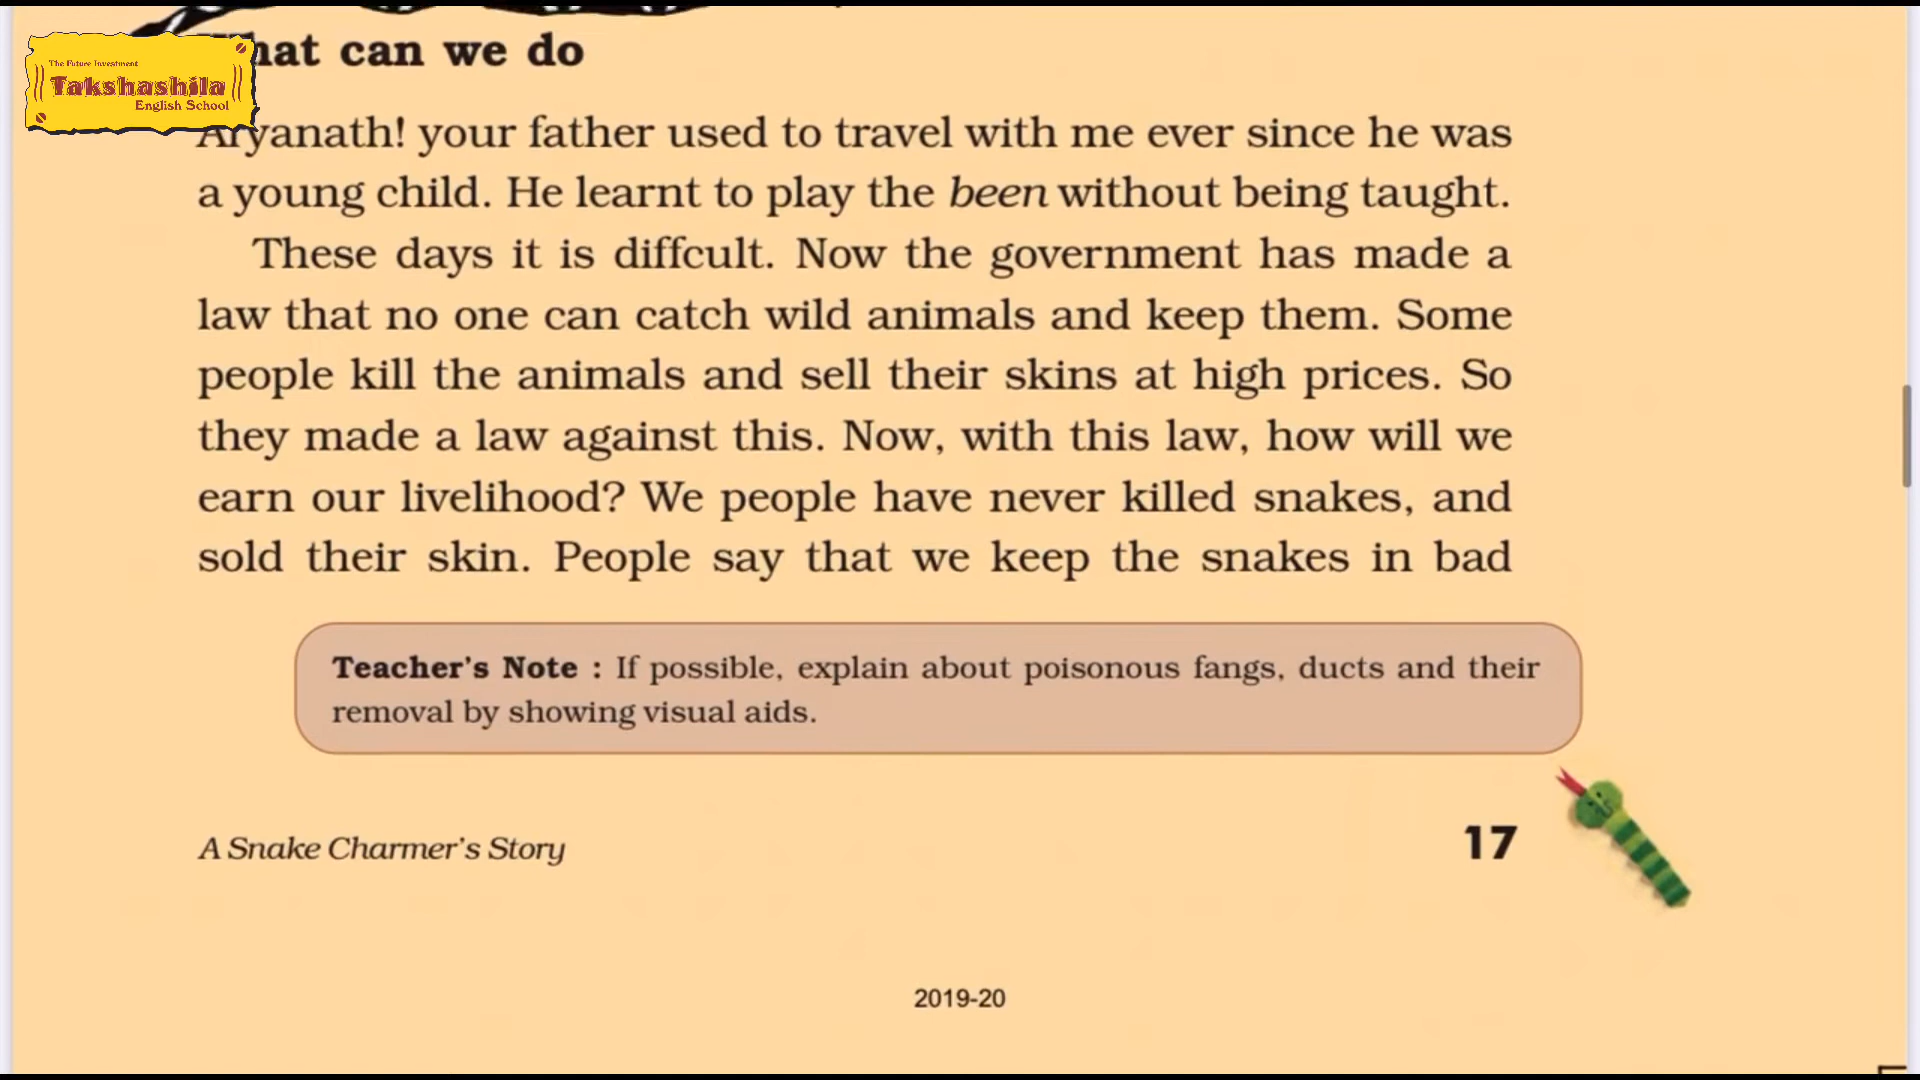 The Future Investment
Takshashila
English School
hat can we do
Aryanath! your father used to travel with me ever since he was
a young child. He learnt to play the been without being taught.
These days it is diffcult. Now the government has made a
law that no one can catch wild animals and keep them. Some
people kill the animals and sell their skins at high prices. So
they made a law against this. Now, with this law, how will we
earn our livelihood? We people have never killed snakes, and
sold their skin. People say that we keep the snakes in bad
Teacher's Note : If possible, explain about poisonous fangs, ducts and their
removal by showing visual aids.
A Snake Charmer's Story
17
2019-20